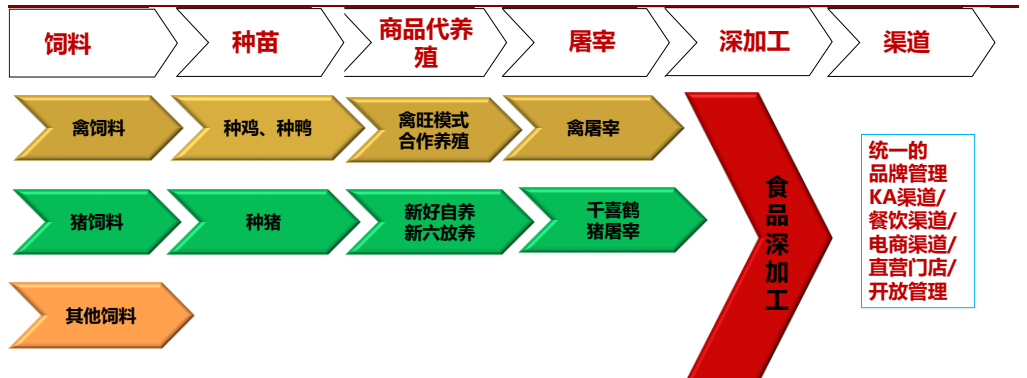 饲料
种苗
商品代养
殖
屠宰
深加工
渠道
禽饲料
种鸡、种鸭
禽旺模式
合作养殖
禽屠宰
猪饲料
种猪
新好自养
新六放养
千喜鹤
猪屠宰
其他饲料
食
品
深
加
工
统一的
品牌管理
KA渠道/
餐饮渠道/
电商渠道/
直营门店/
开放管理